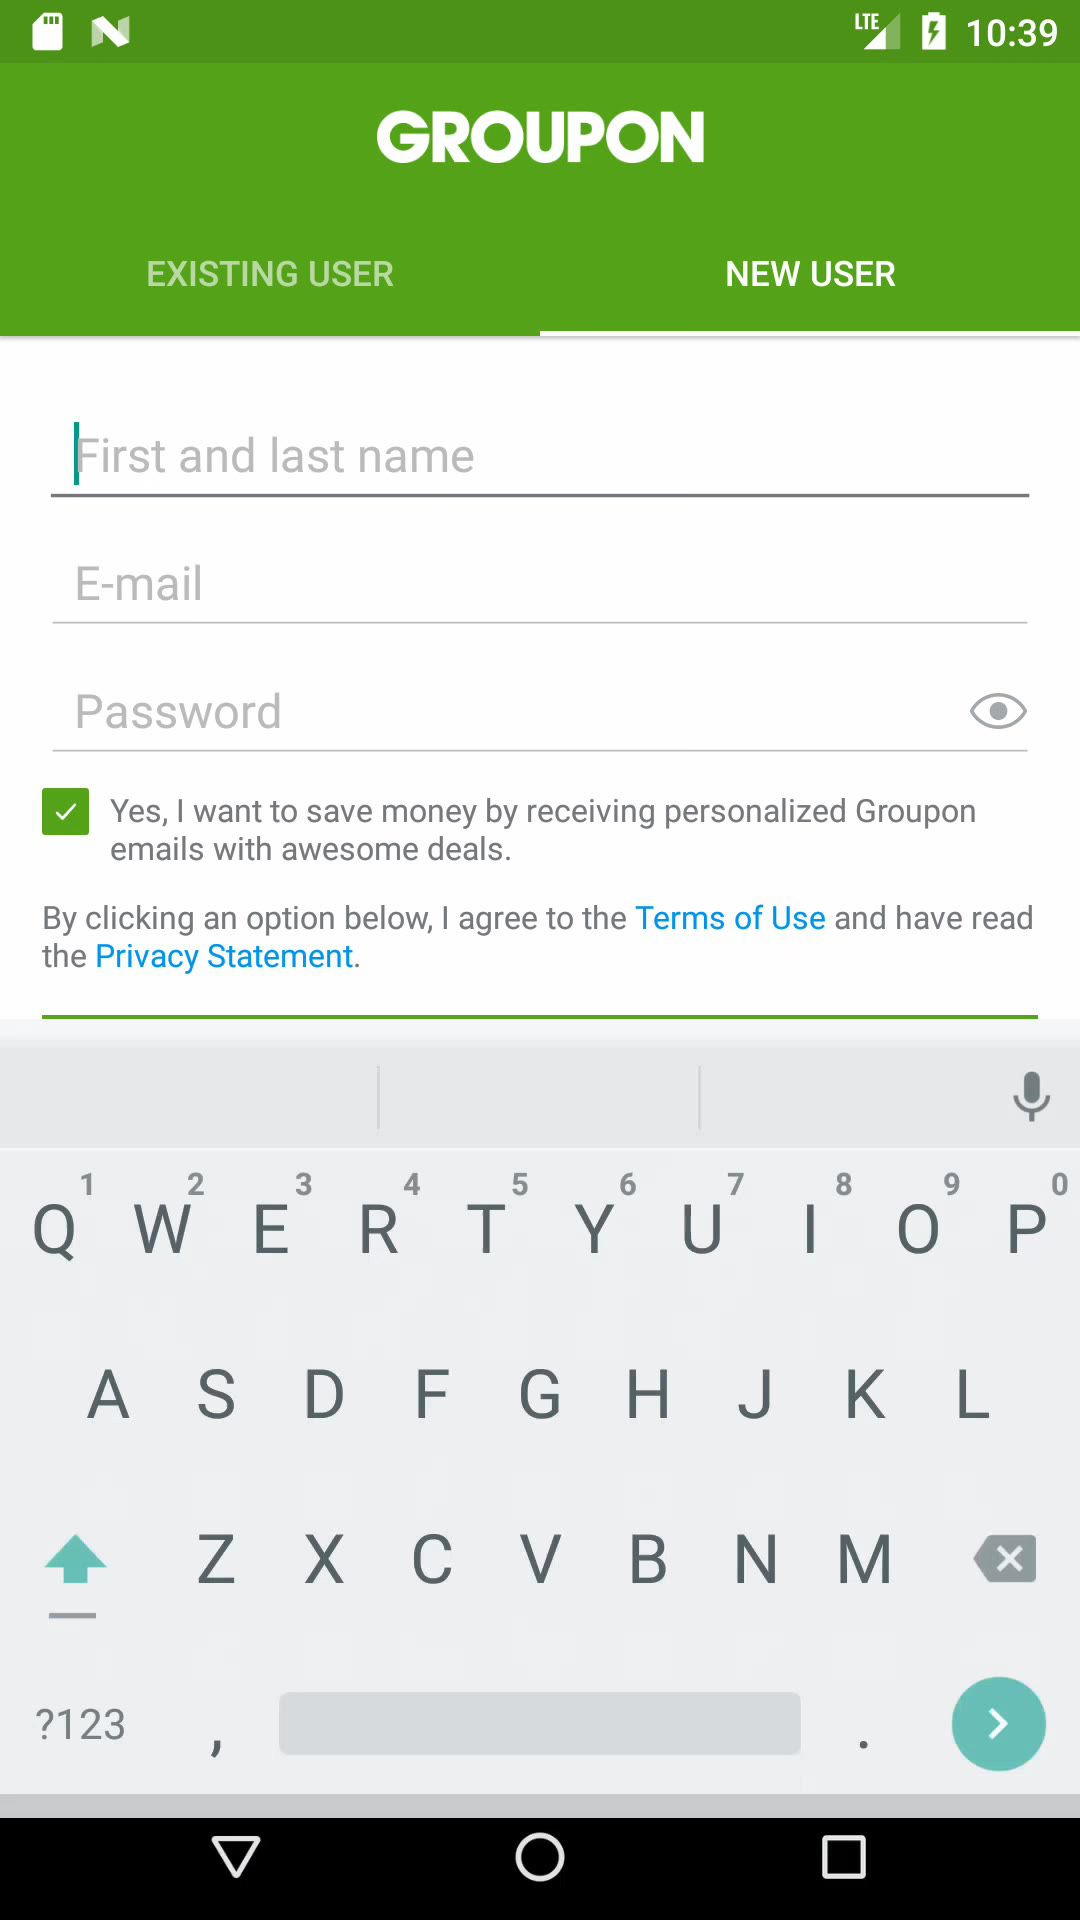 LTE 10:39
GROUPON
EXISTING USER NEW USER
First and last name
E-mail
Password
Yes, I want to save money by receiving personalized Groupon
emails with awesome deals.
By clicking an option below, I agree to the Terms of Use and have read
the Privacy Statement.
1 2 3 4 5 6 7 8 9 0
Q W E R T Y U I O P
A S D F G H J K L
Z X C V B N M
?123 , .